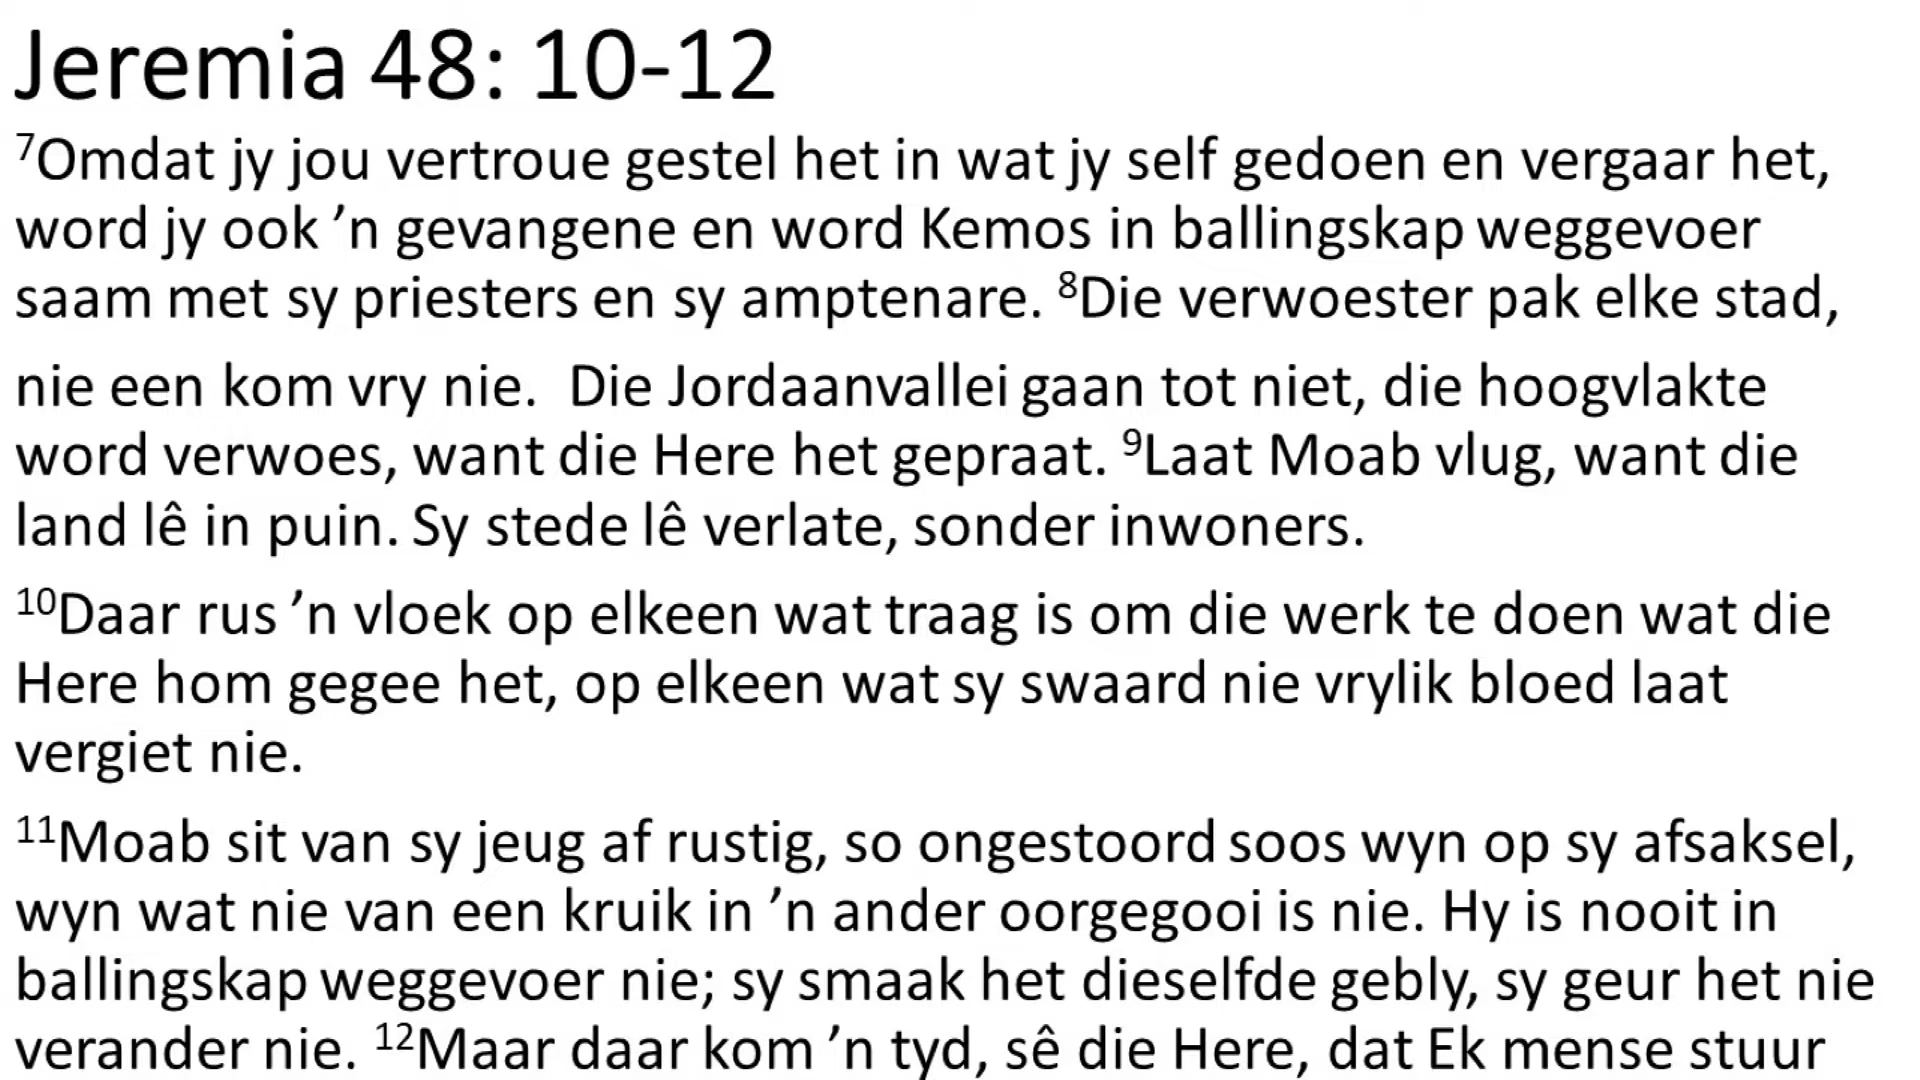 Jeremia 48: 10-12
⁷Omdat jy jou vertroue gestel het in wat jy self gedoen en vergaar het,
word jy ook ’n gevangene en word Kemos in ballingskap weggevoer
saam met sy priesters en sy amptenare. ⁸Die verwoester pak elke stad,
nie een kom vry nie.  Die Jordaanvallei gaan tot niet, die hoogvlakte
word verwoes, want die Here het gepraat. ⁹Laat Moab vlug, want die
land lê in puin. Sy stede lê verlate, sonder inwoners.
¹⁰Daar rus ’n vloek op elkeen wat traag is om die werk te doen wat die
Here hom gegee het, op elkeen wat sy swaard nie vrylik bloed laat
vergiet nie.
¹¹Moab sit van sy jeug af rustig, so ongestoord soos wyn op sy afsaksel,
wyn wat nie van een kruik in ’n ander oorgegooi is nie. Hy is nooit in
ballingskap weggevoer nie; sy smaak het dieselfde gebly, sy geur het nie
verander nie. ¹²Maar daar kom ’n tyd, sê die Here, dat Ek mense stuur